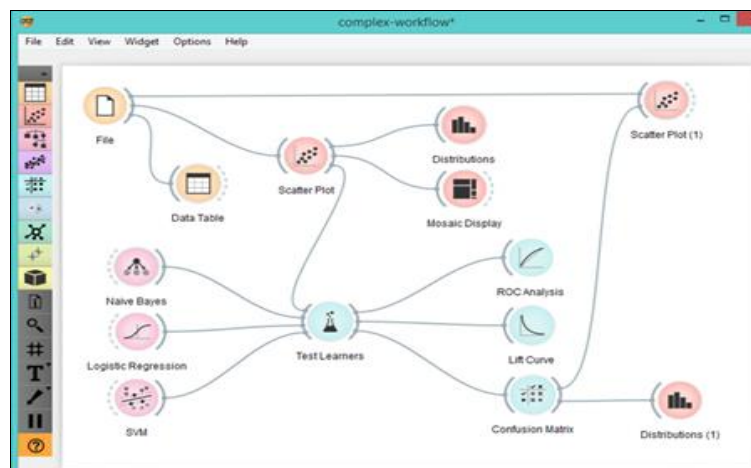 complex-workflow*
File Edit View Widget Options Help
File
Scatter Plot (1)
Distributions
Scatter Plot
Data Table
Mosaic Display
Naive Bayes
ROC Analysis
Logistic Regression
Test Learners
Lift Curve
SVM
Confusion Matrix
Distributions (1)
T
?